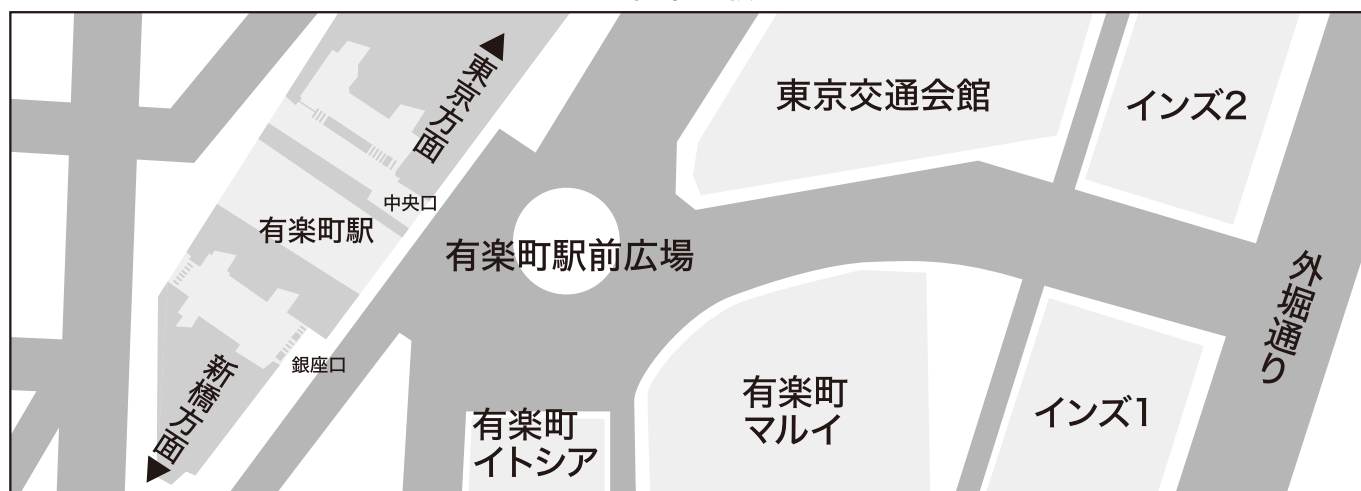 東京方面
東京交通会館
インズ2
中央口
有楽町駅
有楽町駅前広場
外堀通り
銀座口
新橋方面
有楽町
マルイ
インズ1
有楽町
イトシア